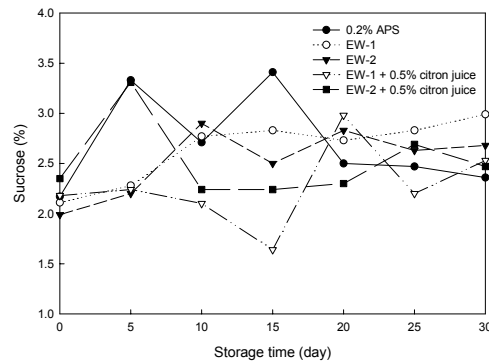 0.2% APS
EW-1
EW-2
EW-1 + 0.5% citron juice
EW-2 + 0.5% citron juice
4.0
3.5
3.0
2.5
2.0
1.5
1.0
Sucrose (%)
0 5 10 15 20 25 30
Storage time (day)